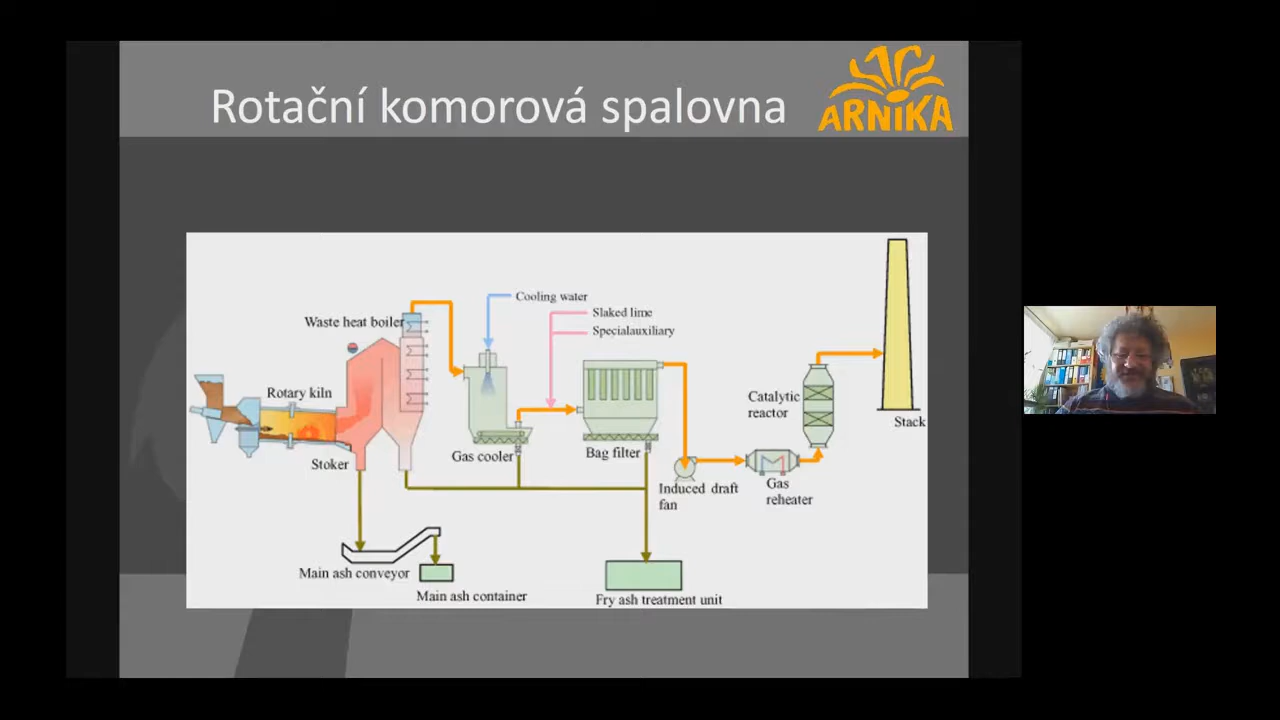 Rotační komorová spalovna
ARNIKA
Cooling water
Slaked lime
Specialauxiliary
Waste heat boiler
Rotary kiln
Catalytic
reactor
Stack
Stoker
Gas cooler
Bag filter
Induced draft
fan
Gas
reheater
Main ash conveyor
Main ash container
Fry ash treatment unit